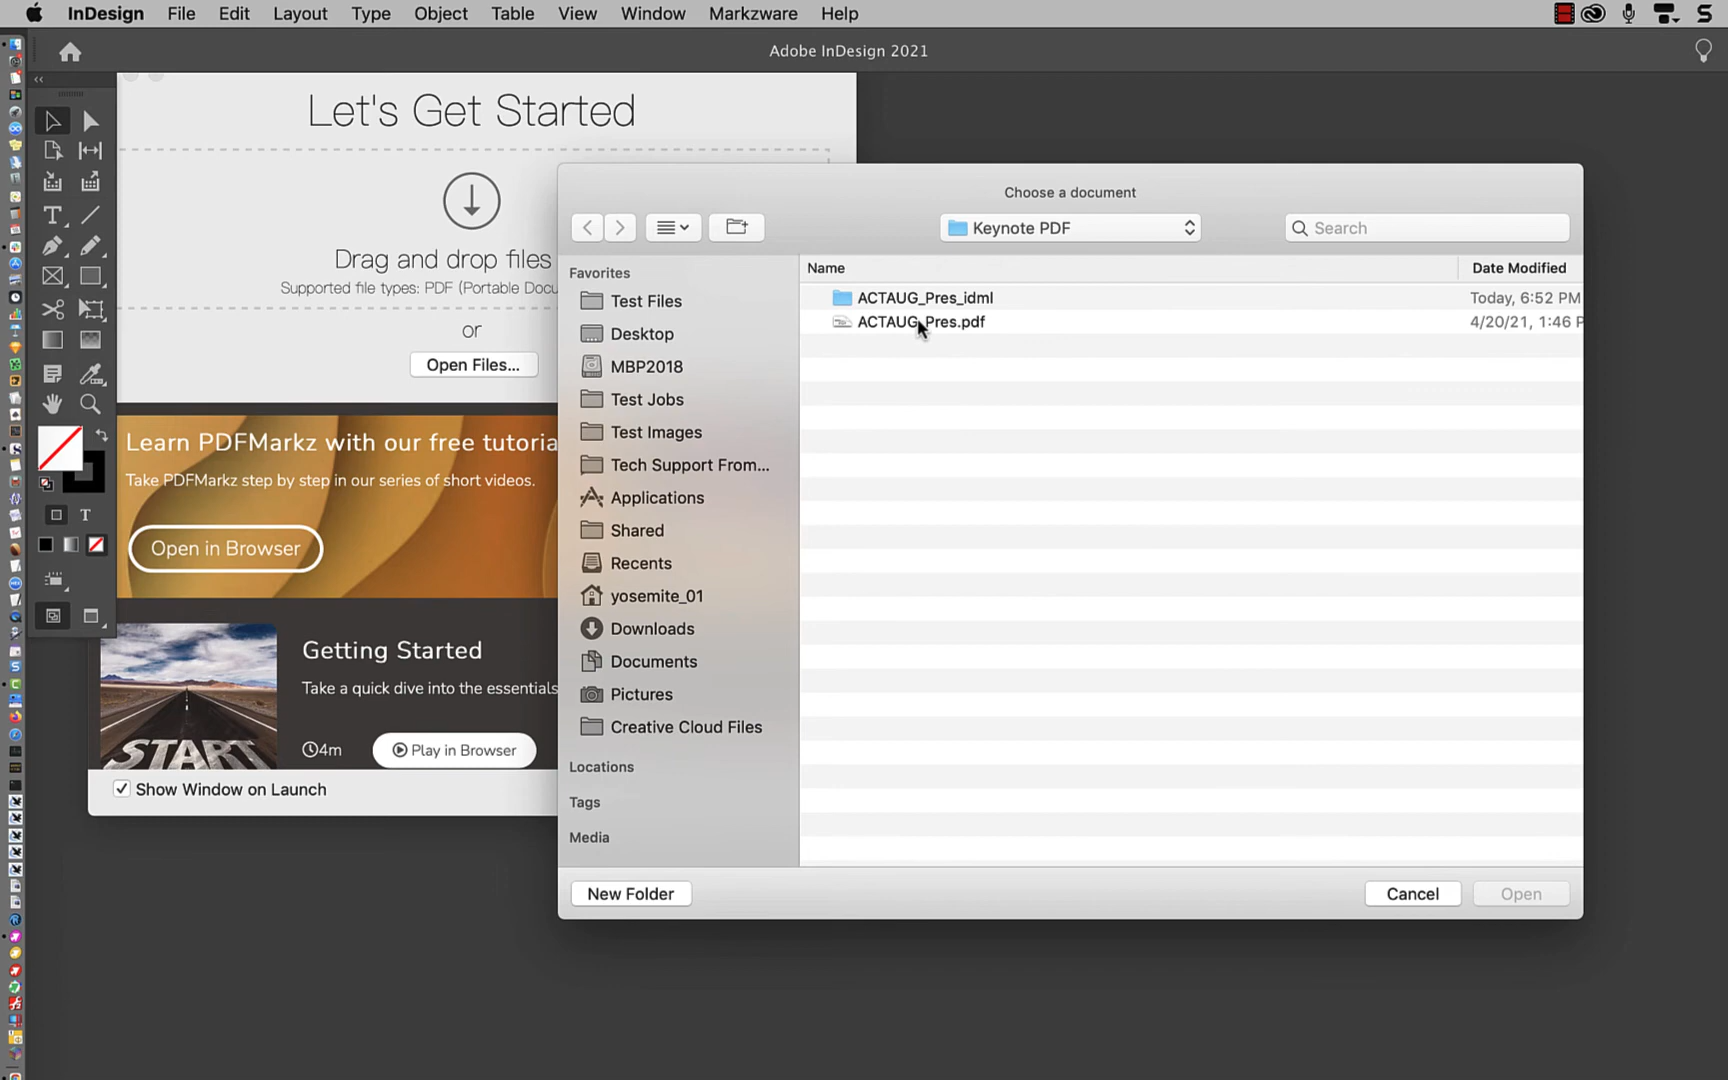 InDesign File Edit Layout Type Object Table View Window Markzware Help
Adobe InDesign 2021
Let's Get Started
Drag and drop files
Supported file types: PDF (Portable Docu
or
Open Files...
Learn PDFMarkz with our free tutoria
Take PDFMarkz step by step in our series of short videos.
Open in Browser
START
Getting Started
Take a quick dive into the essentials
4m
Play in Browser
Show Window on Launch
Choose a document
Keynote PDF
Search
Favorites
Test Files
Desktop
MBP2018
Test Jobs
Test Images
Tech Support From...
Applications
Shared
Recents
yosemite_01
Downloads
Documents
Pictures
Creative Cloud Files
Locations
Tags
Media
Name Date Modified
ACTAUG_Pres_idml Today, 6:52 PM
ACTAUG_Pres.pdf 4/20/21, 1:46 P
New Folder
Cancel
Open